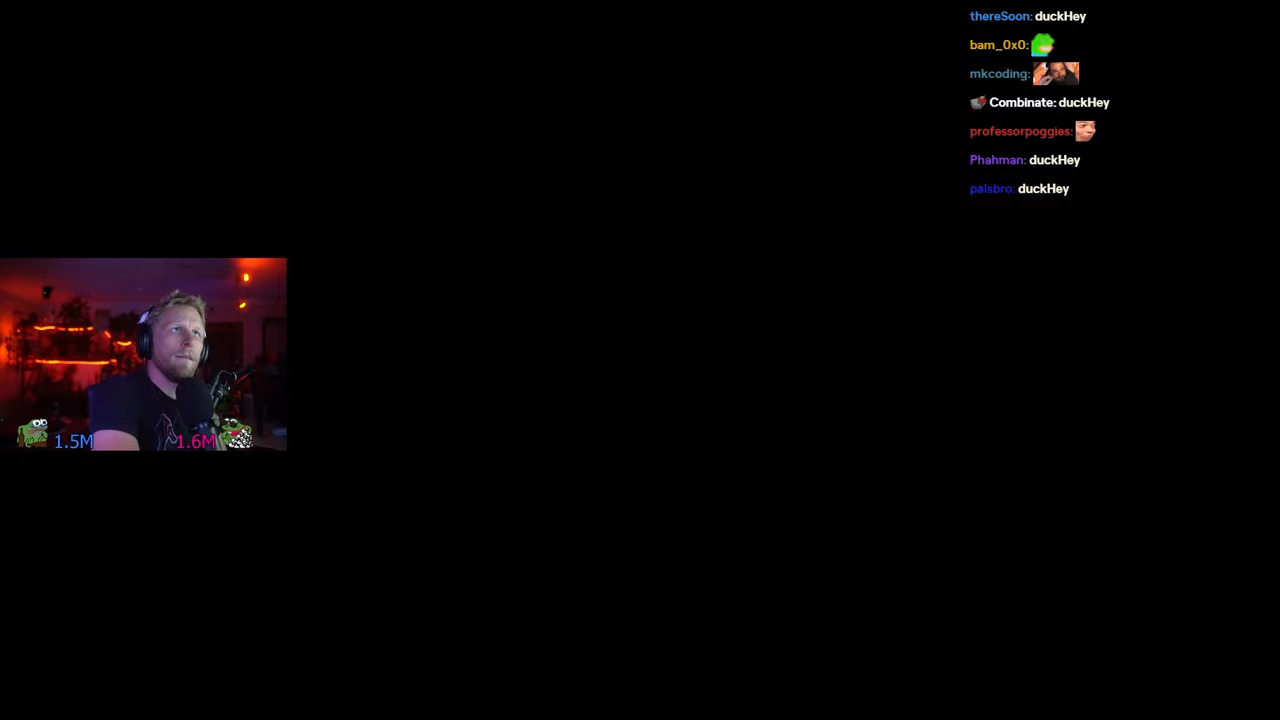 thereSoon: duckHey
bam_0x0:
mkcoding:
Combinate: duckHey
professorpoggies:
Phahman: duckHey
palsbro: duckHey
1.5M
1.6M